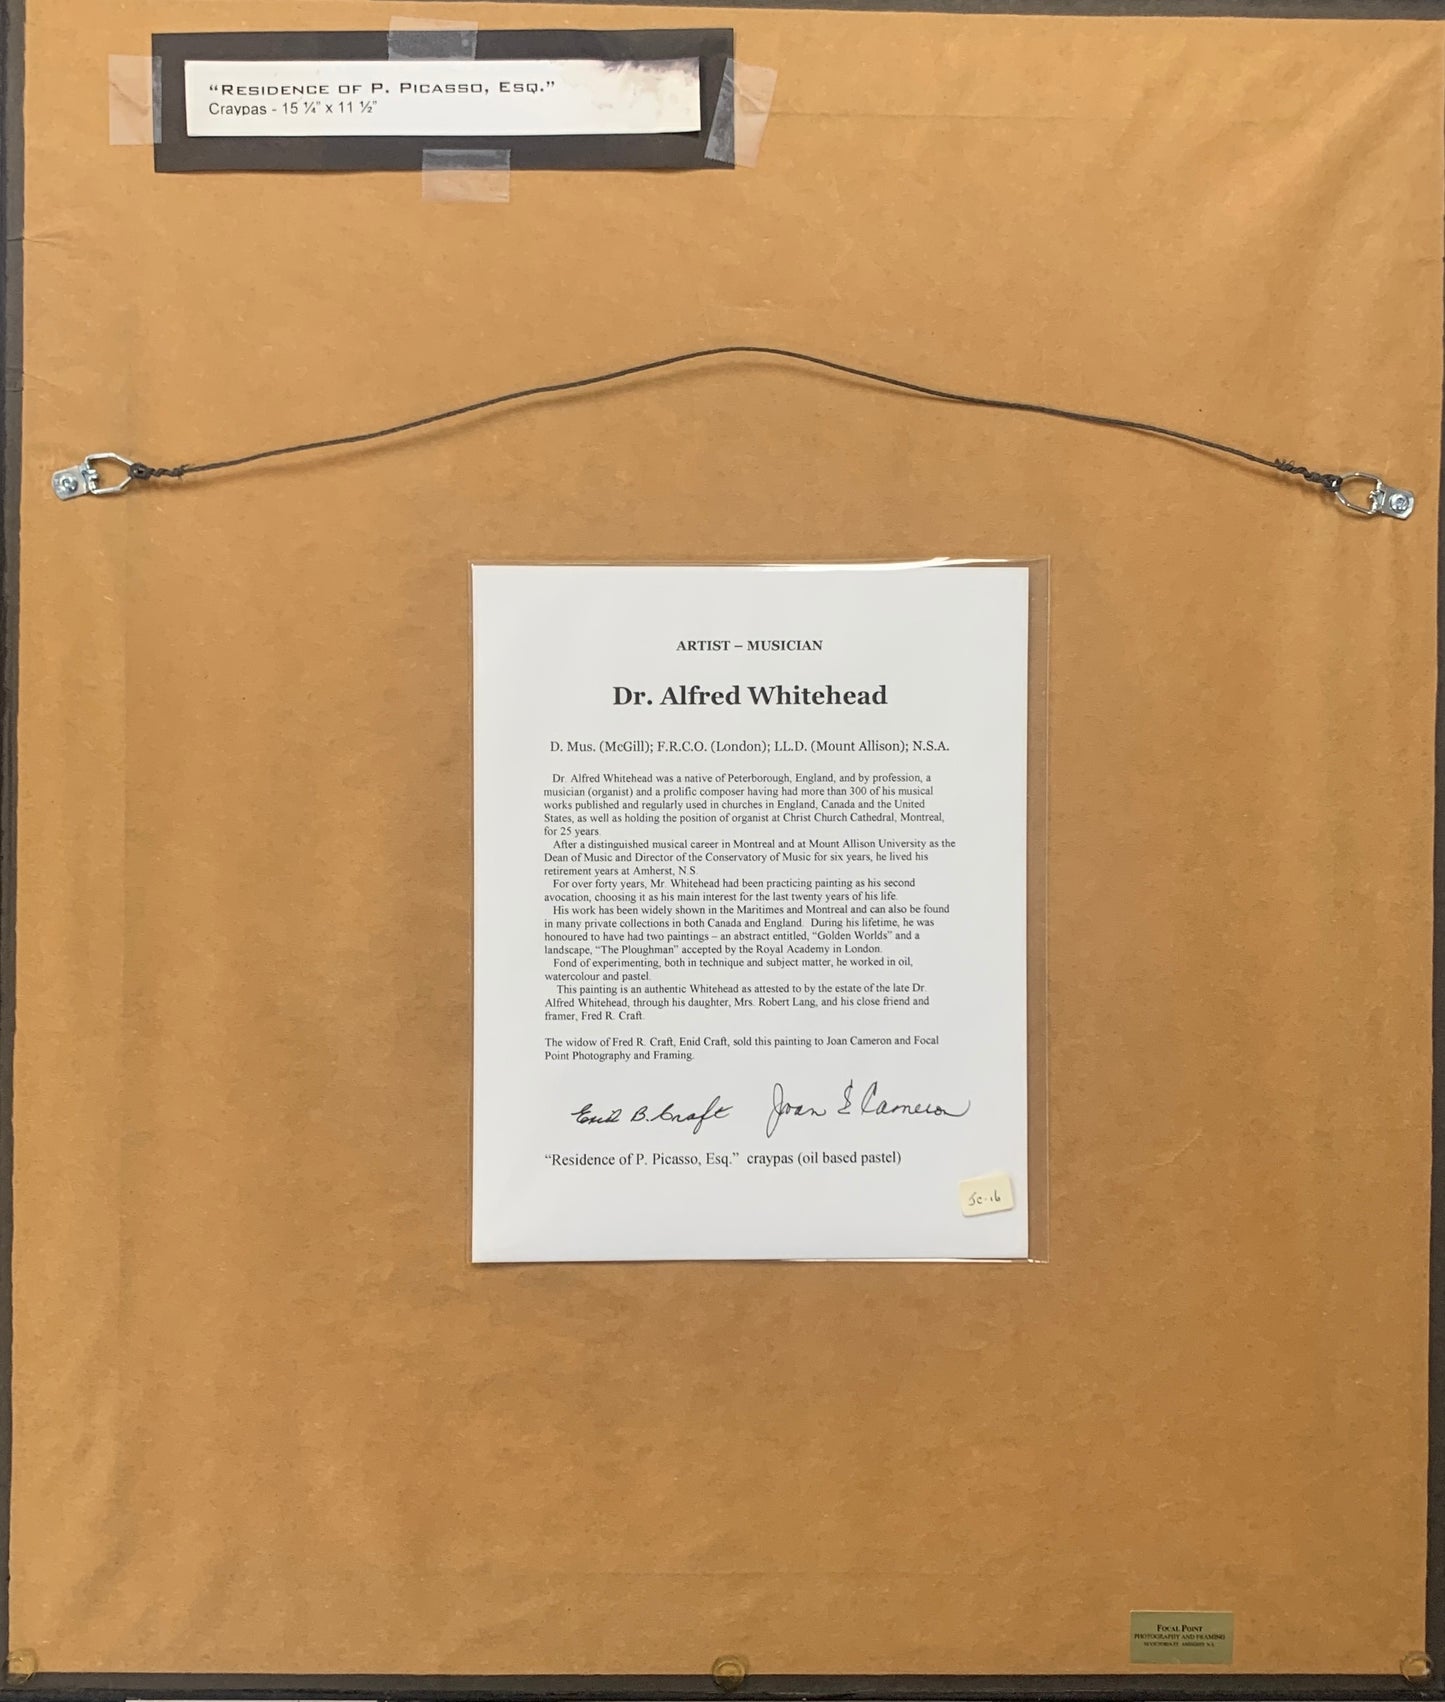 “Residence of P. Picasso, Esq.”
Craypas - 15 ¼” x 11 ½”
ARTIST – MUSICIAN
Dr. Alfred Whitehead
D. Mus. (McGill); F.R.C.O. (London); LL.D. (Mount Allison); N.S.A.
Dr. Alfred Whitehead was a native of Peterborough, England, and by profession, a
musician (organist) and a prolific composer having had more than 300 of his musical
works published and regularly used in churches in England, Canada and the United
States, as well as holding the position of organist at Christ Church Cathedral, Montreal,
for 25 years.
After a distinguished musical career in Montreal and at Mount Allison University as the
Dean of Music and Director of the Conservatory of Music for six years, he lived his
retirement years at Amherst, N.S.
For over forty years, Mr. Whitehead had been practicing painting as his second
avocation, choosing it as his main interest for the last twenty years of his life.
His work has been widely shown in the Maritimes and Montreal and can also be found
in many private collections in both Canada and England. During his lifetime, he was
honoured to have had two paintings – an abstract entitled, “Golden Worlds” and a
landscape, “The Ploughman” accepted by the Royal Academy in London.
Fond of experimenting, both in technique and subject matter, he worked in oil,
watercolour and pastel.
This painting is an authentic Whitehead as attested to by the estate of the late Dr.
Alfred Whitehead, through his daughter, Mrs. Robert Lang, and his close friend and
framer, Fred R. Craft.
The widow of Fred R. Craft, Enid Craft, sold this painting to Joan Cameron and Focal
Point Photography and Framing.
Enid B. Craft Joan E Cameron
“Residence of P. Picasso, Esq.” craypas (oil based pastel)
JC-16
Focal Point
Photography and Framing
Amherst N.S.